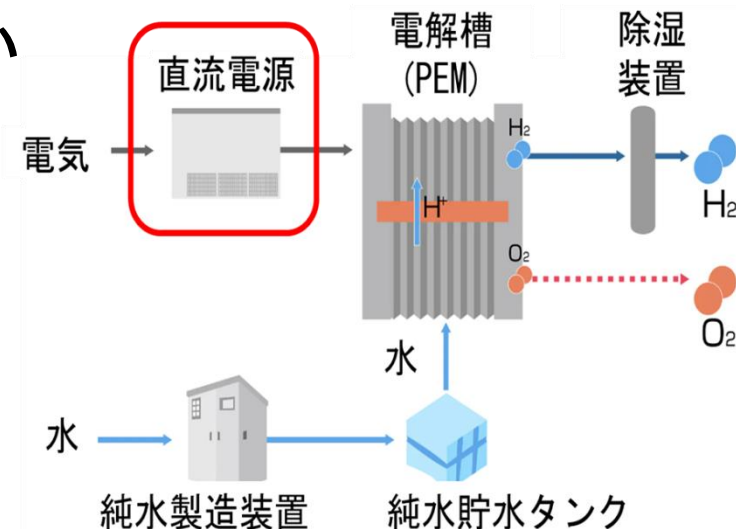 い
電解槽
(PEM)
除湿
装置
直流電源
電気
H₂
H⁺
H₂
O₂
O₂
水
水
純水製造装置
純水貯水タンク